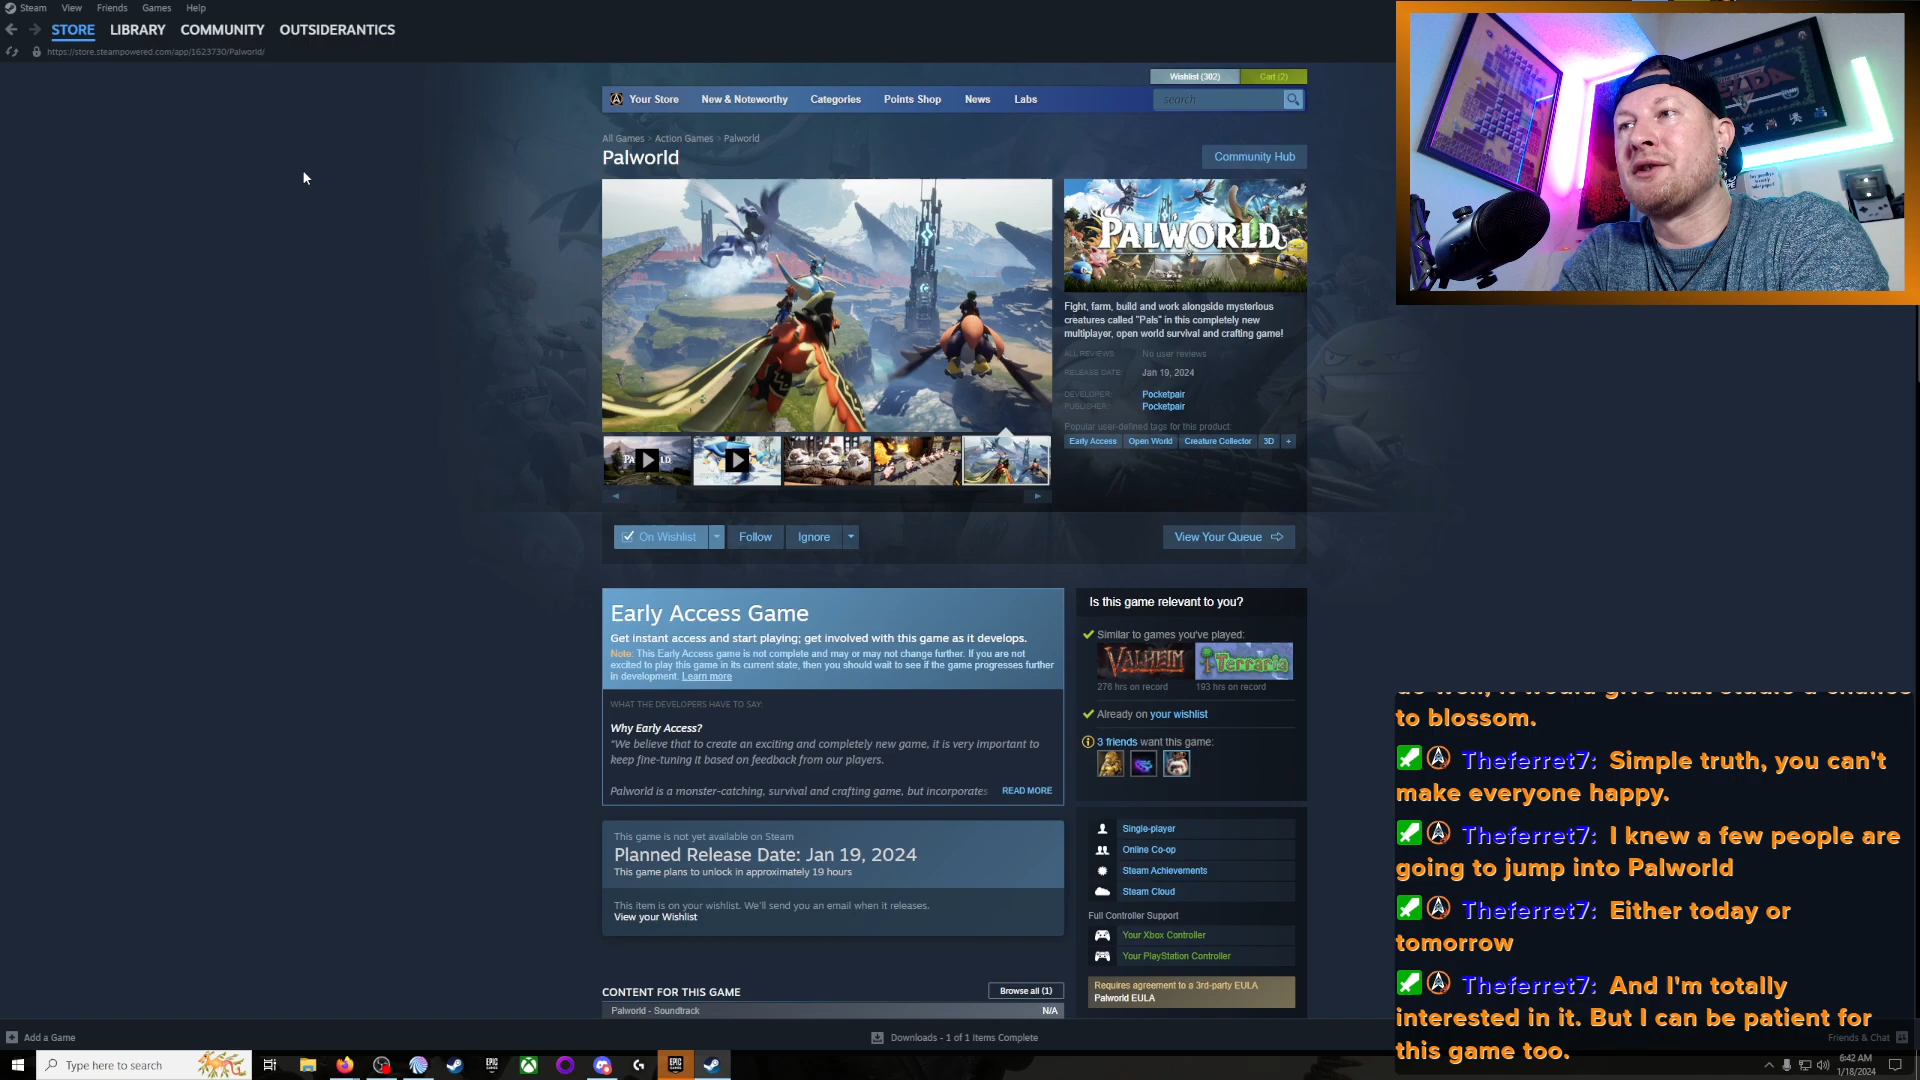 Steam View Friends Games Help
STORE LIBRARY COMMUNITY OUTSIDERANTICS
https://store.steampowered.com/app/1623730/Palworld/
Wishlist (302) Cart (2)
Your Store New & Noteworthy Categories Points Shop News Labs search
All Games > Action Games > Palworld
Palworld
Community Hub
PALWORLD
Fight, farm, build and work alongside mysterious
creatures called "Pals" in this completely new
multiplayer, open world survival and crafting game!
ALL REVIEWS: No user reviews
RELEASE DATE: Jan 19, 2024
DEVELOPER: Pocketpair
PUBLISHER: Pocketpair
Popular user-defined tags for this product:
Early Access Open World Creature Collector 3D +
On Wishlist Follow Ignore View Your Queue
Early Access Game
Get instant access and start playing; get involved with this game as it develops.
Note: This Early Access game is not complete and may or may not change further. If you are not
excited to play this game in its current state, then you should wait to see if the game progresses further
in development. Learn more
WHAT THE DEVELOPERS HAVE TO SAY:
Why Early Access?
"We believe that to create an exciting and completely new game, it is very important to
keep fine-tuning it based on feedback from our players.
Palworld is a monster-catching, survival and crafting game, but incorporates READ MORE
This game is not yet available on Steam
Planned Release Date: Jan 19, 2024
This game plans to unlock in approximately 19 hours
This item is on your wishlist. We'll send you an email when it releases.
View your Wishlist
CONTENT FOR THIS GAME Browse all (1)
Palworld - Soundtrack N/A
Is this game relevant to you?
Similar to games you've played:
VALHEIM Terraria
276 hrs on record 193 hrs on record
Already on your wishlist
3 friends want this game:
Single-player
Online Co-op
Steam Achievements
Steam Cloud
Full Controller Support
Your Xbox Controller
Your PlayStation Controller
Requires agreement to a 3rd-party EULA
Palworld EULA
do well, it would give that studio a chance
to blossom.
Theferret7: Simple truth, you can't
make everyone happy.
Theferret7: I knew a few people are
going to jump into Palworld
Theferret7: Either today or
tomorrow
Theferret7: And I'm totally
interested in it. But I can be patient for
this game too.
Add a Game Downloads - 1 of 1 Items Complete Friends & Chat
Type here to search
6:42 AM
1/18/2024